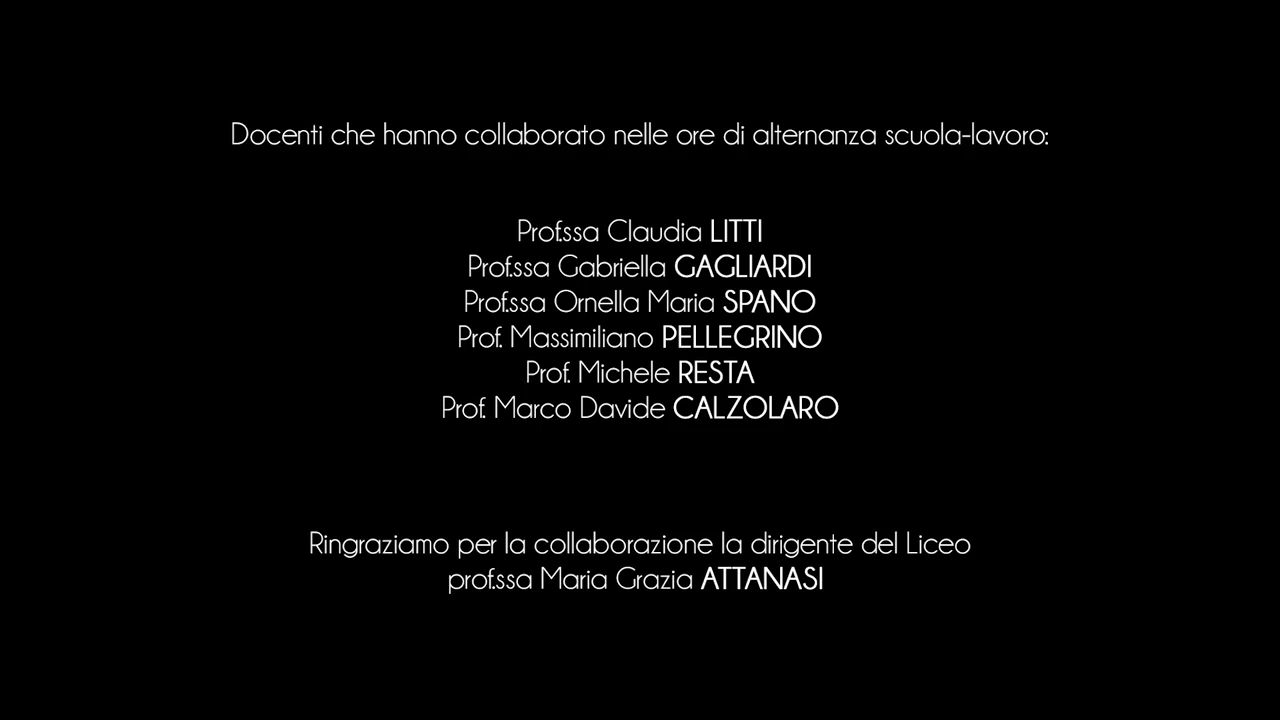 Docenti che hanno collaborato nelle ore di alternanza scuola-lavoro:
Prof.ssa Claudia LITTI
Prof.ssa Gabriella GAGLIARDI
Prof.ssa Ornella Maria SPANO
Prof. Massimiliano PELLEGRINO
Prof. Michele RESTA
Prof. Marco Davide CALZOLARO
Ringraziamo per la collaborazione la dirigente del Liceo
prof.ssa Maria Grazia ATTANASI